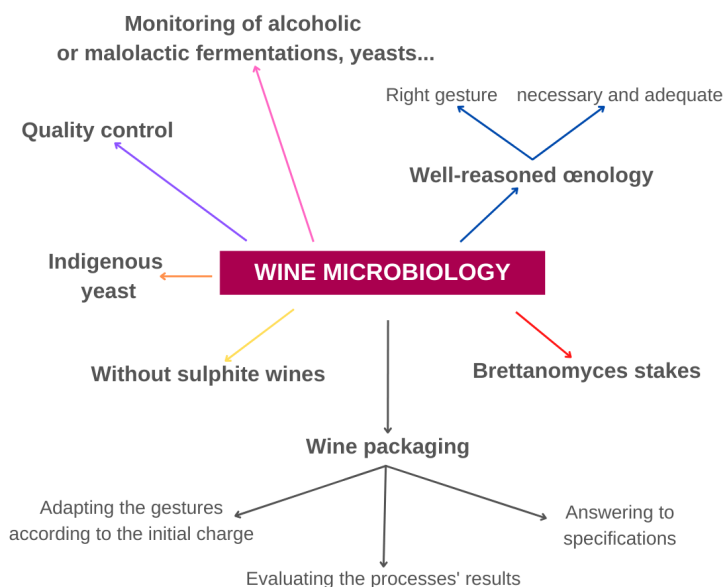 Monitoring of alcoholic
or malolactic fermentations, yeasts...
Right gesture
necessary and adequate
Quality control
Well-reasoned œnology
Indigenous
yeast
WINE MICROBIOLOGY
Without sulphite wines
Brettanomyces stakes
Wine packaging
Adapting the gestures
according to the initial charge
Answering to
specifications
Evaluating the processes' results